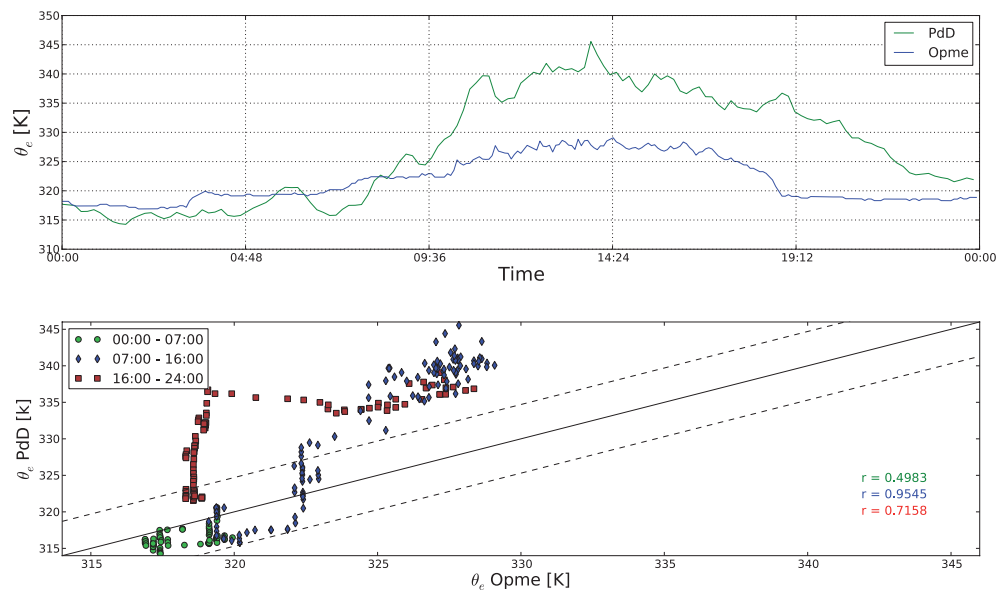 350
345
340
335
330
325
320
315
310
θe [K]
PdD
Opme
00:00 04:48 09:36 14:24 19:12 00:00
Time
345
340
335
330
325
320
315
θe PdD [k]
00:00 - 07:00
07:00 - 16:00
16:00 - 24:00
r = 0.4983
r = 0.9545
r = 0.7158
315 320 325 330 335 340 345
θe Opme [K]